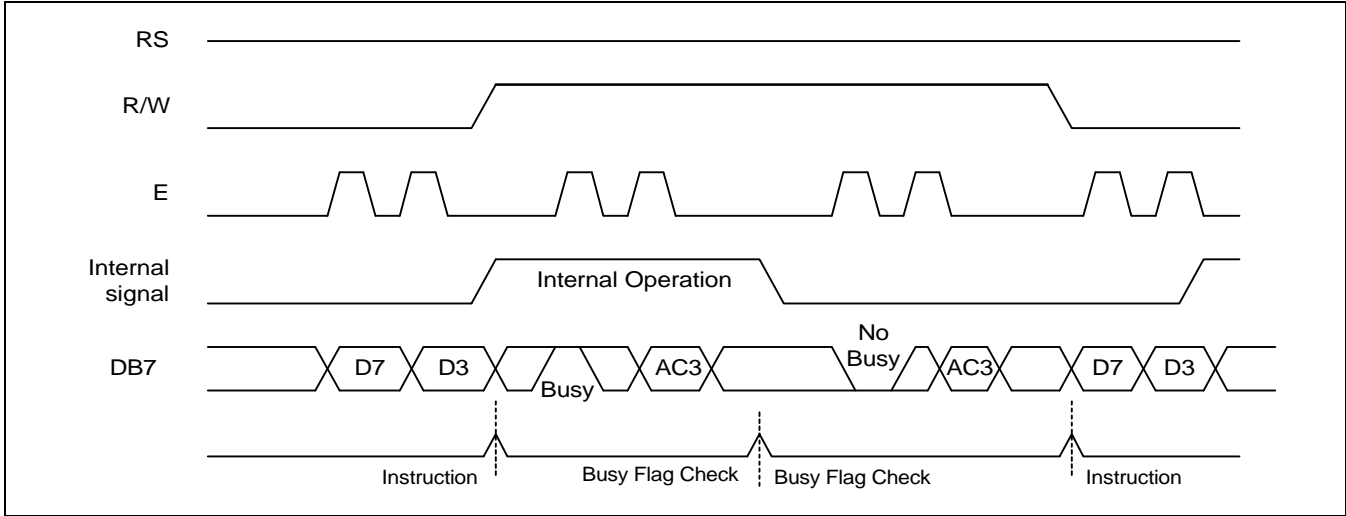 RS
R/W
E
Internal
signal
Internal Operation
DB7
D7
D3
Busy
AC3
No
Busy
AC3
D7
D3
Instruction
Busy Flag Check
Busy Flag Check
Instruction